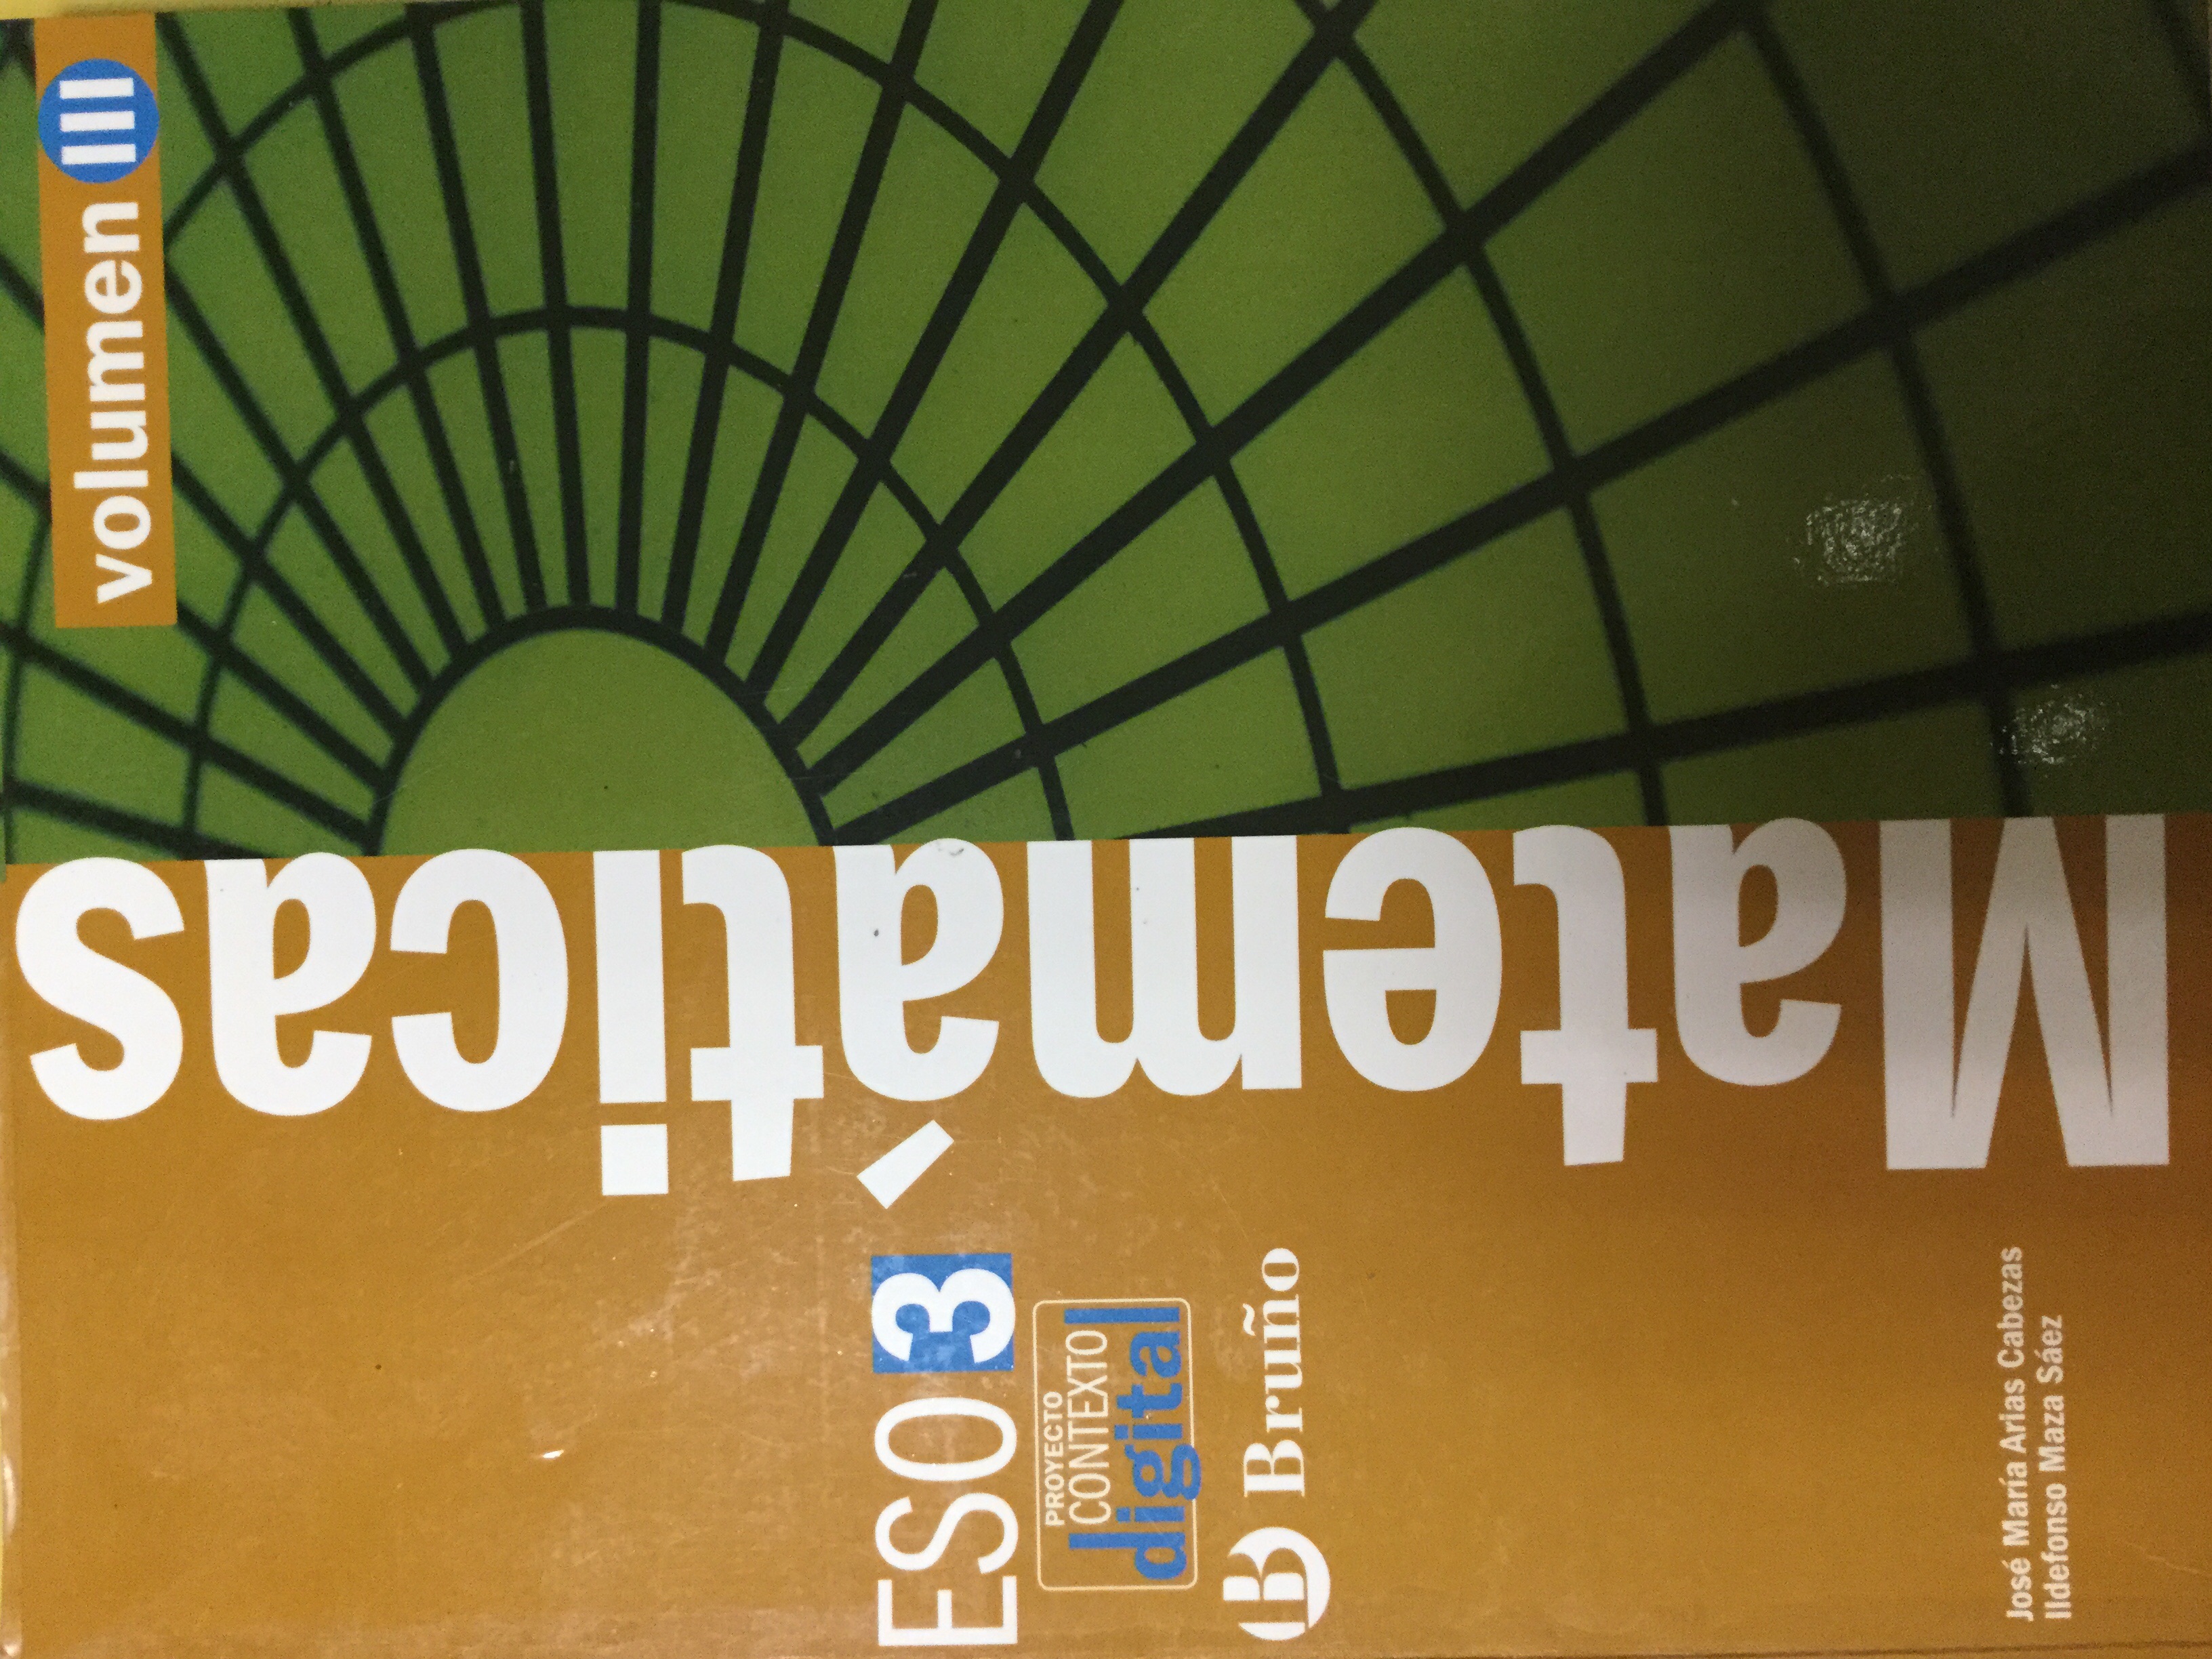 volumen III
Matemáticas
ESO 3
PROYECTO
CONTEXTO
digital
B Bruño
José María Arias Cabezas
Ildefonso Maza Sáez